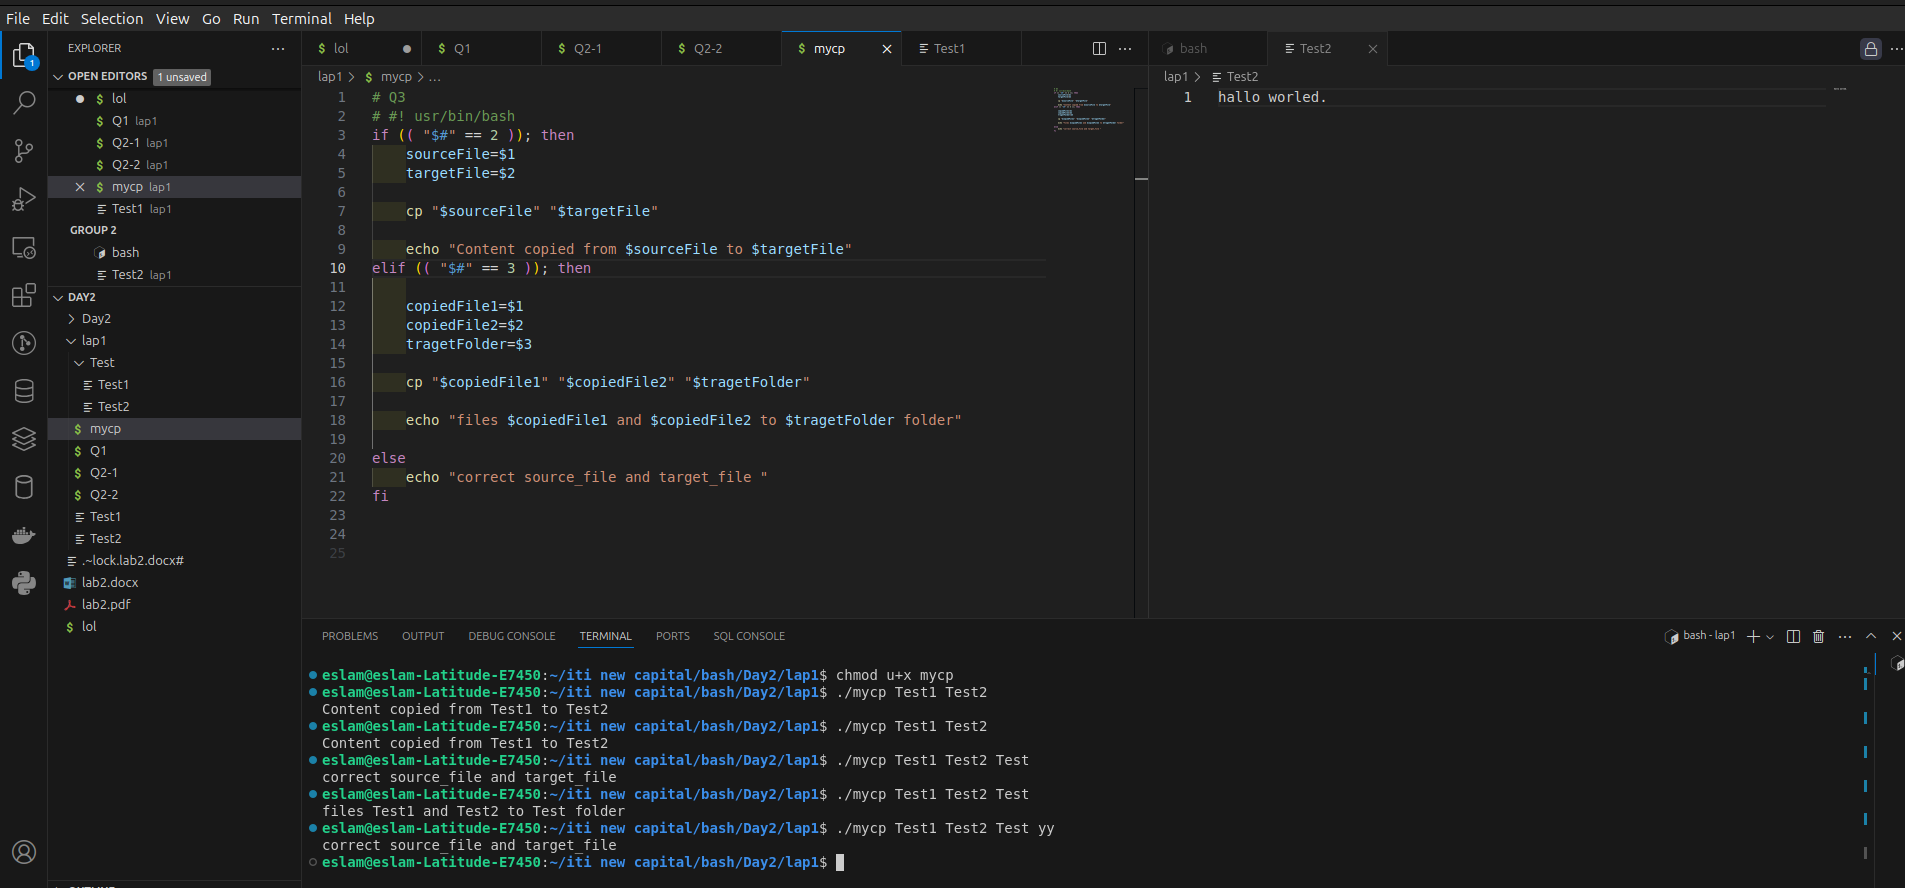 File Edit Selection View Go Run Terminal Help
EXPLORER
OPEN EDITORS 1 unsaved
lol
Q1 lap1
Q2-1 lap1
Q2-2 lap1
mycp lap1
Test1 lap1
GROUP 2
bash
Test2 lap1
DAY2
Day2
lap1
Test
Test1
Test2
mycp
Q1
Q2-1
Q2-2
Test1
Test2
.~lock.lab2.docx#
lab2.docx
lab2.pdf
lol
lol Q1 Q2-1 Q2-2 mycp Test1
lap1 > $ mycp > ...
1 # Q3
2 # #! usr/bin/bash
3 if (( "$#" == 2 )); then
4 sourceFile=$1
5 targetFile=$2
6
7 cp "$sourceFile" "$targetFile"
8
9 echo "Content copied from $sourceFile to $targetFile"
10 elif (( "$#" == 3 )); then
11
12 copiedFile1=$1
13 copiedFile2=$2
14 tragetFolder=$3
15
16 cp "$copiedFile1" "$copiedFile2" "$tragetFolder"
17
18 echo "files $copiedFile1 and $copiedFile2 to $tragetFolder folder"
19
20 else
21 echo "correct source_file and target_file "
22 fi
23
24
25
bash Test2
lap1 > Test2
1 hallo worled.
PROBLEMS OUTPUT DEBUG CONSOLE TERMINAL PORTS SQL CONSOLE
bash - lap1
eslam@eslam-Latitude-E7450:~/iti new capital/bash/Day2/lap1$ chmod u+x mycp
eslam@eslam-Latitude-E7450:~/iti new capital/bash/Day2/lap1$ ./mycp Test1 Test2
Content copied from Test1 to Test2
eslam@eslam-Latitude-E7450:~/iti new capital/bash/Day2/lap1$ ./mycp Test1 Test2
Content copied from Test1 to Test2
eslam@eslam-Latitude-E7450:~/iti new capital/bash/Day2/lap1$ ./mycp Test1 Test2 Test
correct source_file and target_file
eslam@eslam-Latitude-E7450:~/iti new capital/bash/Day2/lap1$ ./mycp Test1 Test2 Test
files Test1 and Test2 to Test folder
eslam@eslam-Latitude-E7450:~/iti new capital/bash/Day2/lap1$ ./mycp Test1 Test2 Test yy
correct source_file and target_file
eslam@eslam-Latitude-E7450:~/iti new capital/bash/Day2/lap1$